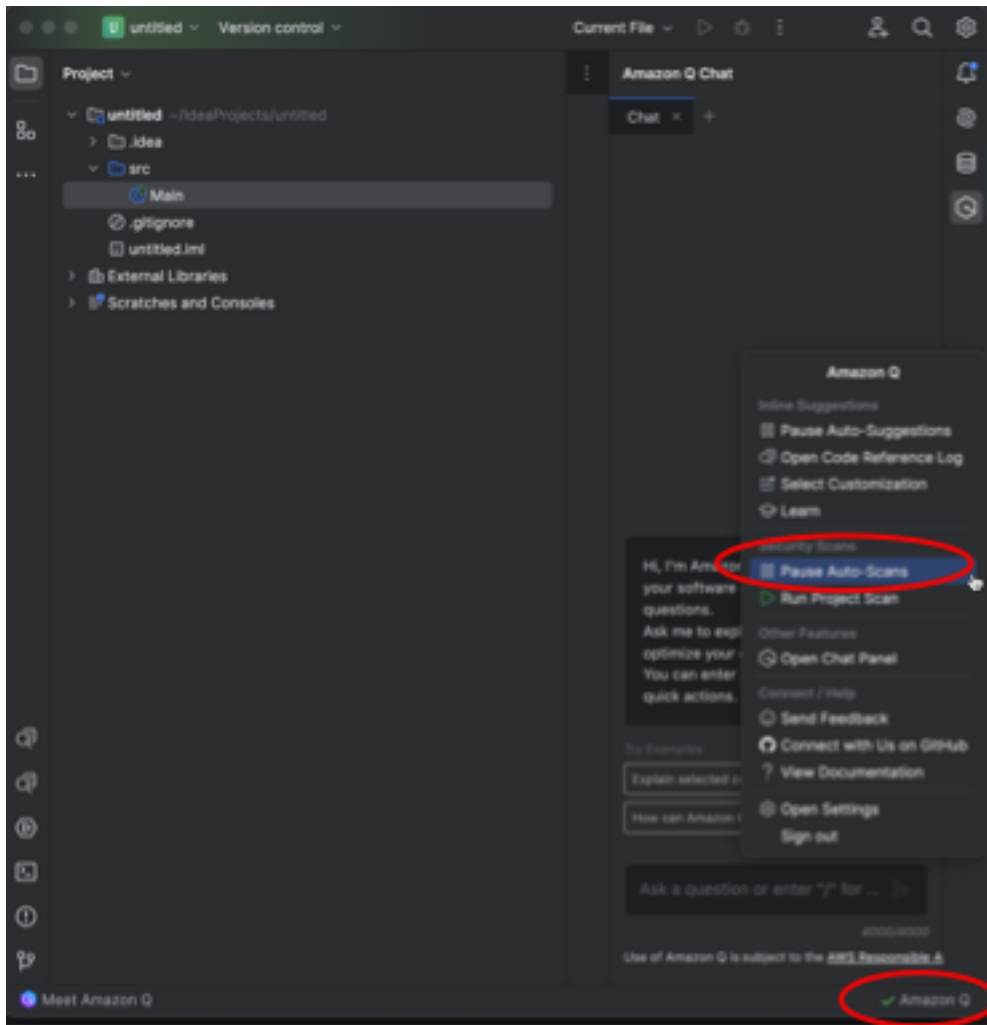 U untitled Version control Current File
Project
Amazon Q Chat
untitled ~/IdeaProjects/untitled
Chat × +
.idea
src
Main
.gitignore
untitled.iml
External Libraries
Scratches and Consoles
Amazon Q
Inline Suggestions
Pause Auto-Suggestions
Open Code Reference Log
Select Customization
Learn
Security Scans
Pause Auto-Scans
Run Project Scan
Other Features
Open Chat Panel
Connect / Help
Send Feedback
Connect with Us on GitHub
? View Documentation
Open Settings
Sign out
Hi, I'm Amazon
your software
questions.
Ask me to expl
optimize your
You can enter
quick actions.
Try Examples
Explain selected
How can Amazon
Ask a question or enter "/" for ...
4000/4000
Use of Amazon Q is subject to the AWS Responsible A
Meet Amazon Q
Amazon Q